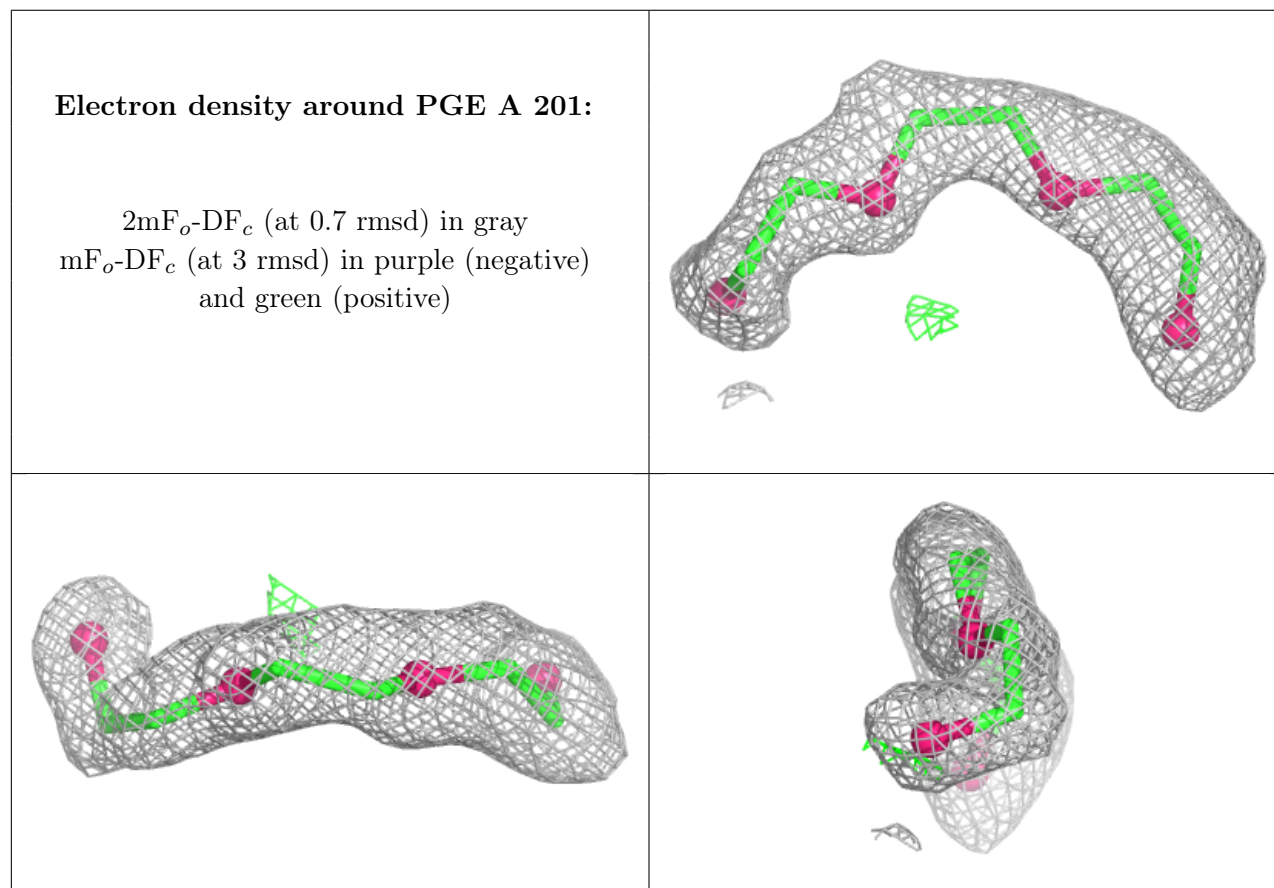 Electron density around PGE A 201:
2mFo-DFc (at 0.7 rmsd) in gray
mFo-DFc (at 3 rmsd) in purple (negative)
and green (positive)